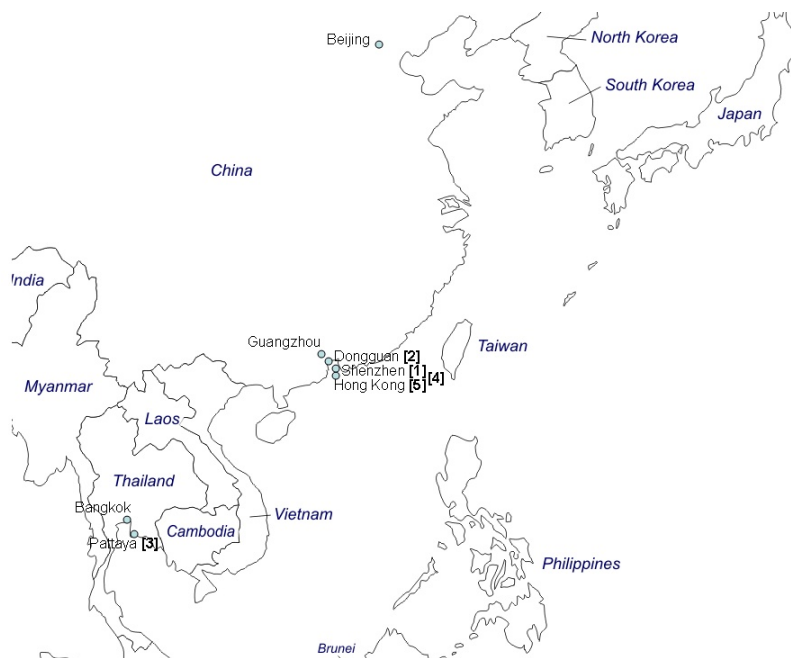 Beijing
North Korea
South Korea
Japan
China
India
Guangzhou
Dongguan [2]
Taiwan
Shenzhen [1]
[4]
Hong Kong [5]
Myanmar
Laos
Thailand
Bangkok
Vietnam
Cambodia
Pattaya [3]
Philippines
Brunei